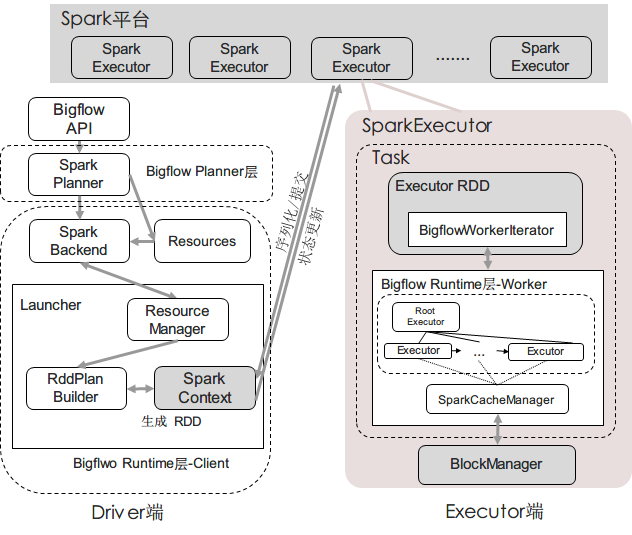 Spark平台
Spark
Executor
Spark
Executor
Spark
Executor
.......
Spark
Executor
Bigflow
API
Spark
Planner
Bigflow Planner层
Spark
Backend
Resources
Launcher
Resource
Manager
RddPlan
Builder
Spark
Context
生成 RDD
Bigflwo Runtime层-Client
Driver端
序列化/提交
状态更新
SparkExecutor
Task
Executor RDD
BigflowWorkerIterator
Bigflow Runtime层-Worker
Root
Executor
Executor
...
Excutor
SparkCacheManager
BlockManager
Executor端